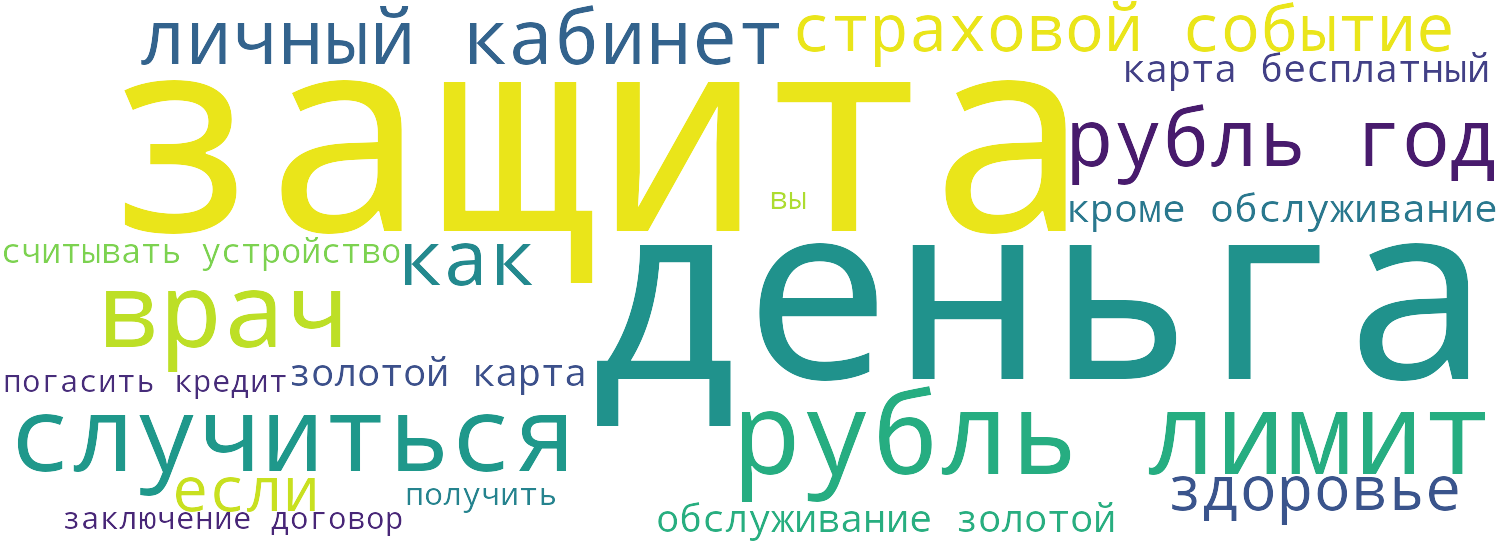 личный кабинет
страховой событие
карта бесплатный
защита
рубль год
вы
кроме обслуживание
считывать устройство
как
деньга
врач
золотой карта
погасить кредит
случиться
рубль лимит
если
получить
здоровье
заключение договор
обслуживание золотой